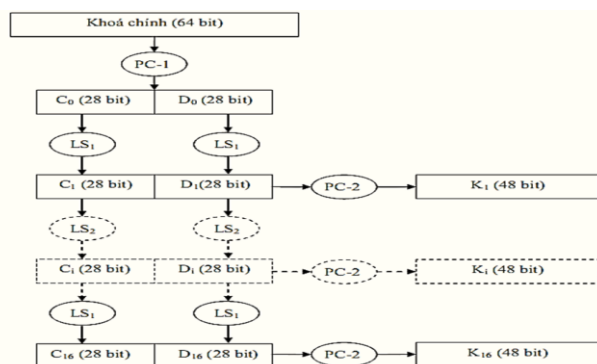 Khoá chính (64 bit)
PC-1
C₀ (28 bit) D₀ (28 bit)
LS₁ LS₁
C₁ (28 bit) D₁(28 bit) PC-2 K₁ (48 bit)
LS₂ LS₂
Cᵢ (28 bit) Dᵢ (28 bit) PC-2 Kᵢ (48 bit)
LS₁ LS₁
C₁₆ (28 bit) D₁₆ (28 bit) PC-2 K₁₆ (48 bit)